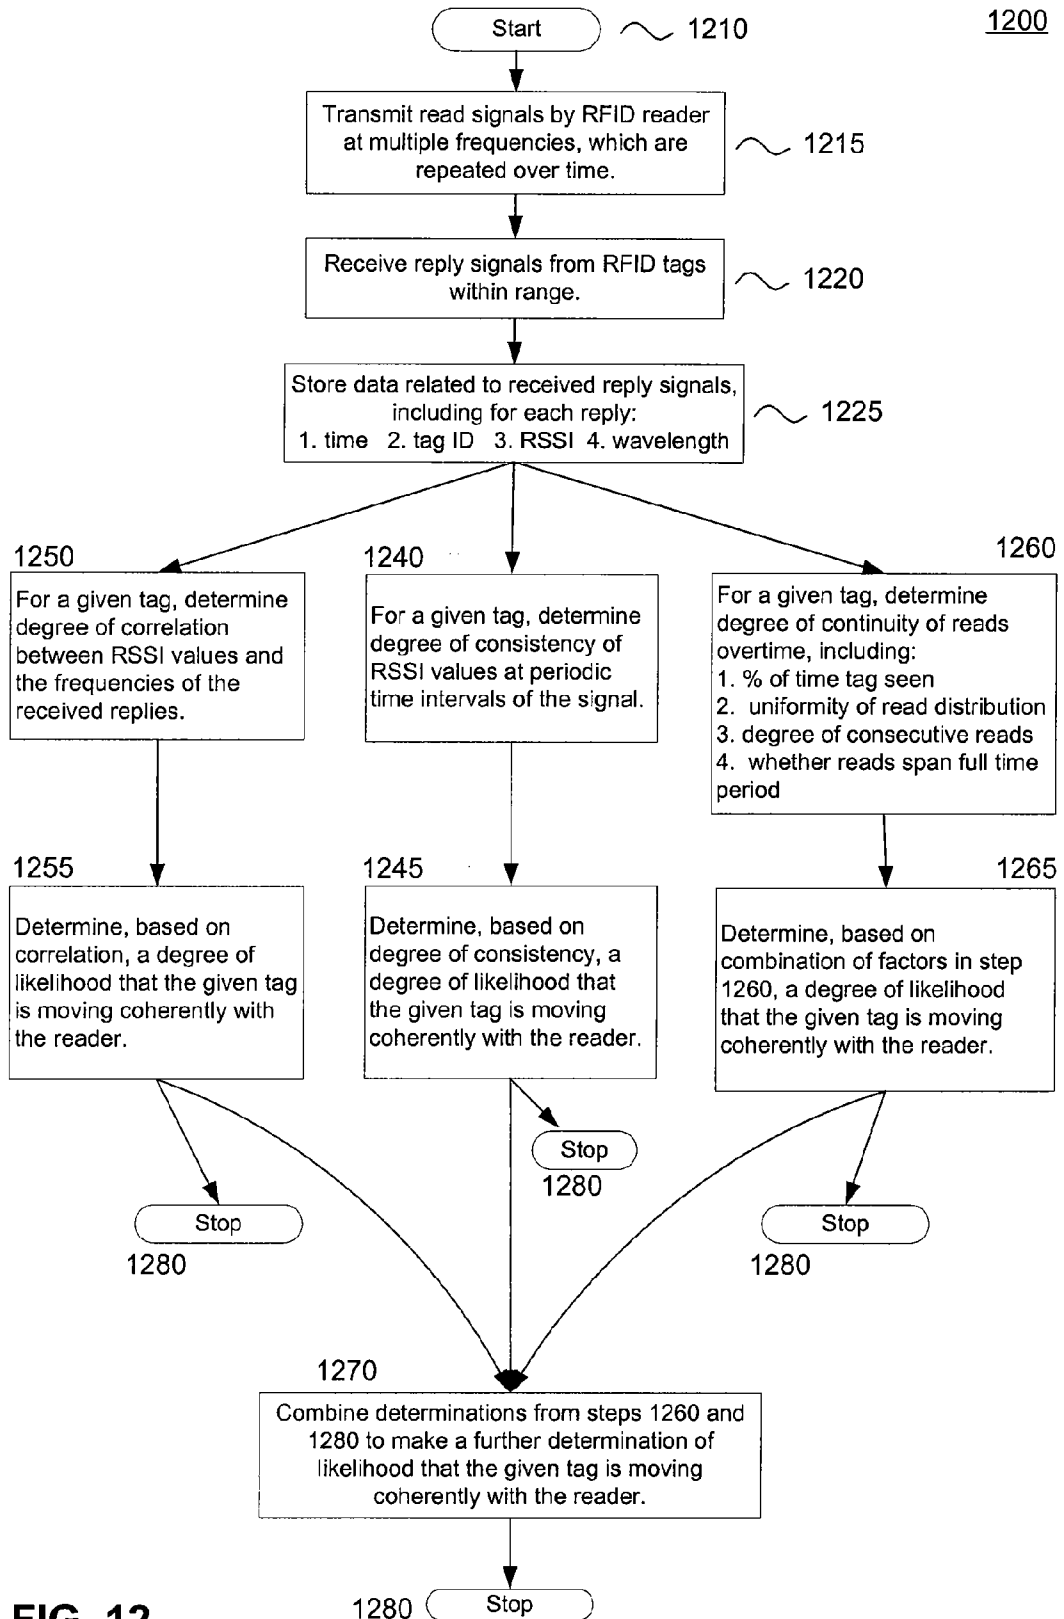 1200
Start
1210
Transmit read signals by RFID reader
at multiple frequencies, which are
repeated over time.
1215
Receive reply signals from RFID tags
within range.
1220
Store data related to received reply signals,
including for each reply:
1. time 2. tag ID 3. RSSI 4. wavelength
1225
1250
For a given tag, determine
degree of correlation
between RSSI values and
the frequencies of the
received replies.
1240
For a given tag, determine
degree of consistency of
RSSI values at periodic
time intervals of the signal.
1260
For a given tag, determine
degree of continuity of reads
overtime, including:
1. % of time tag seen
2. uniformity of read distribution
3. degree of consecutive reads
4. whether reads span full time
period
1255
Determine, based on
correlation, a degree of
likelihood that the given tag
is moving coherently with
the reader.
1245
Determine, based on
degree of consistency, a
degree of likelihood that
the given tag is moving
coherently with the reader.
1265
Determine, based on
combination of factors in step
1260, a degree of likelihood
that the given tag is moving
coherently with the reader.
Stop
1280
Stop
1280
Stop
1280
1270
Combine determinations from steps 1260 and
1280 to make a further determination of
likelihood that the given tag is moving
coherently with the reader.
1280
Stop
FIG. 12